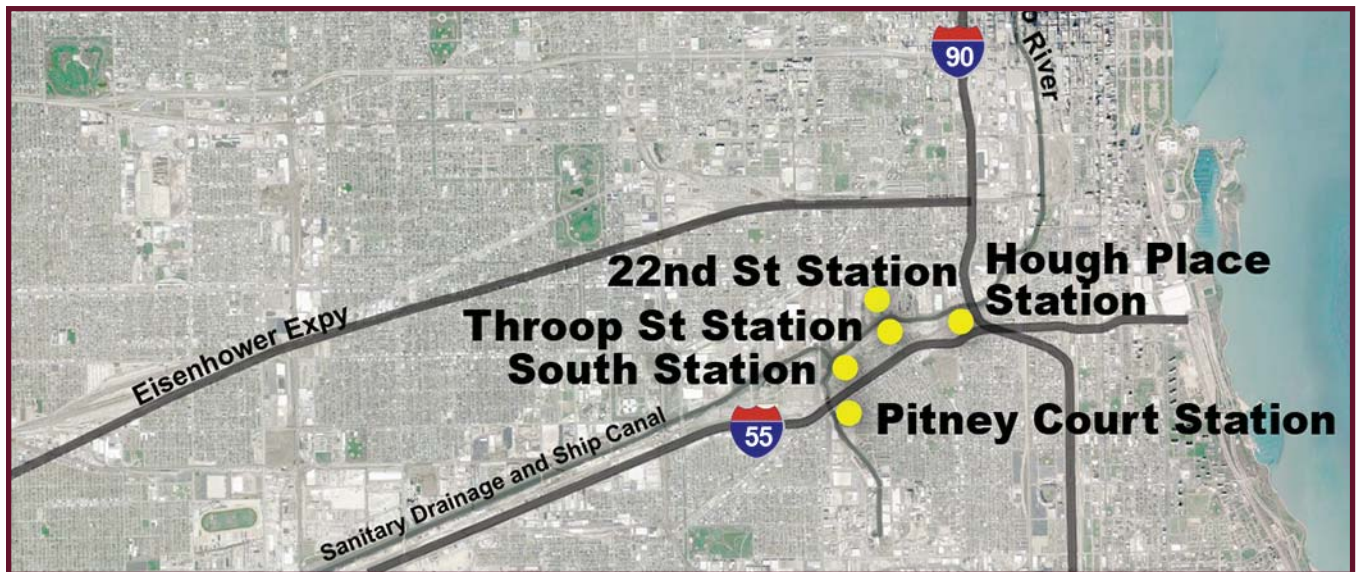 90
o River
22nd St Station
Hough Place
Station
Throop St Station
South Station
Pitney Court Station
Eisenhower Expy
55
Sanitary Drainage and Ship Canal